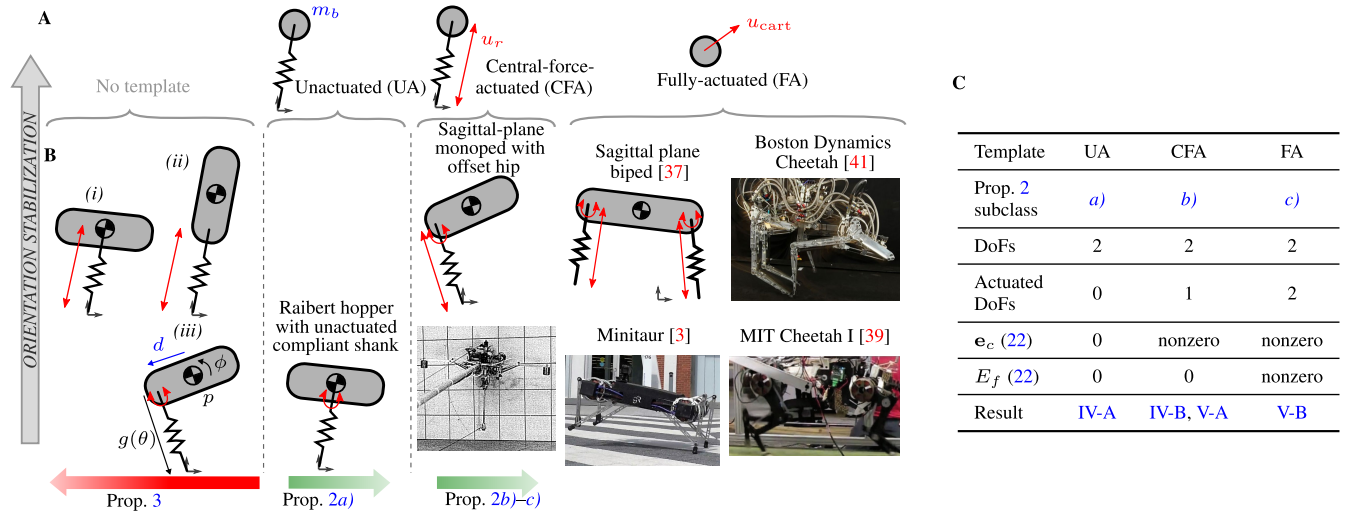 A
m_b
u_r
u_cart
No template
Unactuated (UA)
Central-force-
actuated (CFA)
Fully-actuated (FA)
ORIENTATION STABILIZATION
B
(i)
(ii)
(iii)
d
ϕ
p
g(θ)
Raibert hopper
with unactuated
compliant shank
Sagittal-plane
monoped with
offset hip
Sagittal plane
biped [37]
Boston Dynamics
Cheetah [41]
Minitaur [3]
MIT Cheetah I [39]
Prop. 3
Prop. 2a)
Prop. 2b)–c)
C
Template UA CFA FA
Prop. 2
subclass a) b) c)
DoFs 2 2 2
Actuated
DoFs 0 1 2
e_c (22) 0 nonzero nonzero
E_f (22) 0 0 nonzero
Result IV-A IV-B, V-A V-B